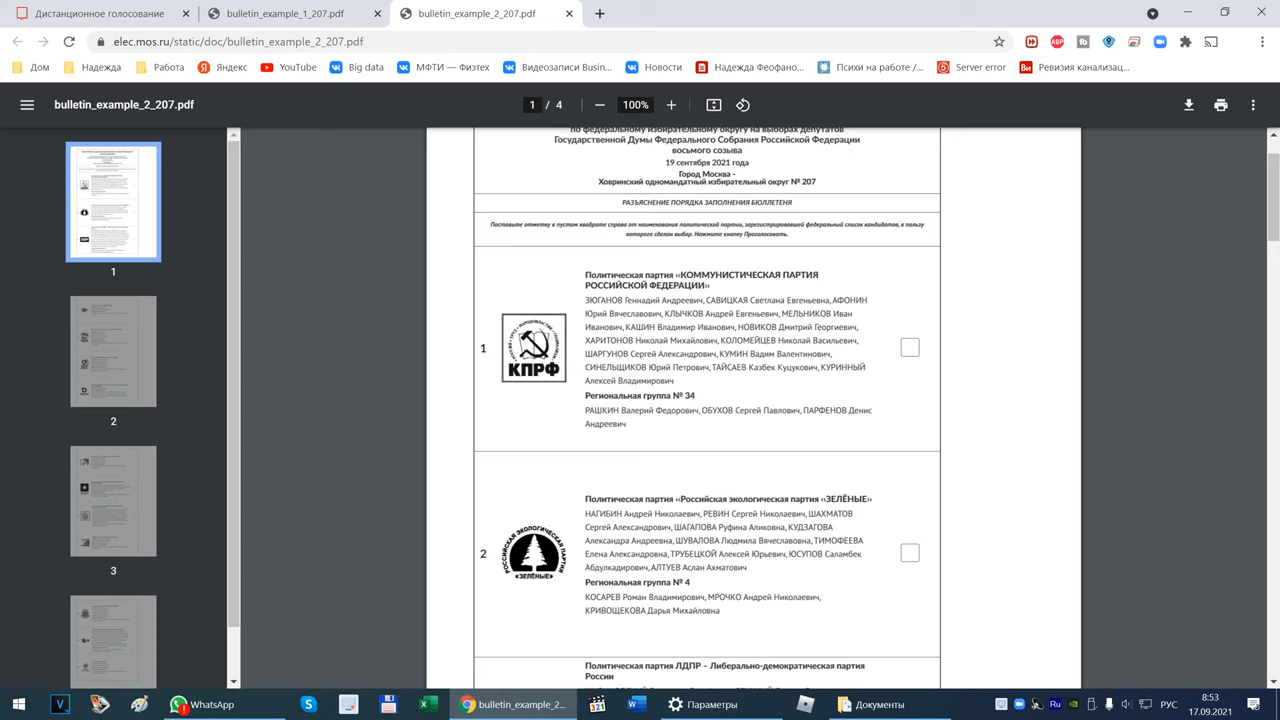 Дистанционное голосование
bulletin_example_1_207.pdf
bulletin_example_2_207.pdf
elec.mos.ru/static/doc/bulletin_example_2_207.pdf
Дом
Надежда
Работа
Яндекс
YouTube
Big data
МФТИ — Физтех
Видеозаписи Busin...
Новости
Надежда Феофано...
Психи на работе /...
Server error
Ревизия канализац...
bulletin_example_2_207.pdf
1 / 4
100%
по федеральному избирательному округу на выборах депутатов
Государственной Думы Федерального Собрания Российской Федерации
восьмого созыва
19 сентября 2021 года
Город Москва -
Ховринский одномандатный избирательный округ № 207
РАЗЪЯСНЕНИЕ ПОРЯДКА ЗАПОЛНЕНИЯ БЮЛЛЕТЕНЯ
Поставьте отметку в пустом квадрате справа от наименования политической партии, зарегистрировавшей федеральный список кандидатов, в пользу
которого сделан выбор. Нажмите кнопку Проголосовать.
1
КПРФ
Политическая партия «КОММУНИСТИЧЕСКАЯ ПАРТИЯ
РОССИЙСКОЙ ФЕДЕРАЦИИ»
ЗЮГАНОВ Геннадий Андреевич, САВИЦКАЯ Светлана Евгеньевна, АФОНИН
Юрий Вячеславович, КЛЫЧКОВ Андрей Евгеньевич, МЕЛЬНИКОВ Иван
Иванович, КАШИН Владимир Иванович, НОВИКОВ Дмитрий Георгиевич,
ХАРИТОНОВ Николай Михайлович, КОЛОМЕЙЦЕВ Николай Васильевич,
ШАРГУНОВ Сергей Александрович, КУМИН Вадим Валентинович,
СИНЕЛЬЩИКОВ Юрий Петрович, ТАЙСАЕВ Казбек Куцукович, КУРИННЫЙ
Алексей Владимирович
Региональная группа № 34
РАШКИН Валерий Федорович, ОБУХОВ Сергей Павлович, ПАРФЕНОВ Денис
Андреевич
2
РОССИЙСКАЯ ЭКОЛОГИЧЕСКАЯ ПАРТИЯ
«ЗЕЛЁНЫЕ»
Политическая партия «Российская экологическая партия «ЗЕЛЁНЫЕ»
НАГИБИН Андрей Николаевич, РЕВИН Сергей Николаевич, ШАХМАТОВ
Сергей Александрович, ШАГАПОВА Руфина Аликовна, КУДЗАГОВА
Александра Андреевна, ШУВАЛОВА Людмила Вячеславовна, ТИМОФЕЕВА
Елена Александровна, ТРУБЕЦКОЙ Алексей Юрьевич, ЮСУПОВ Саламбек
Абдулкадирович, АЛТУЕВ Аслан Ахматович
Региональная группа № 4
КОСАРЕВ Роман Владимирович, МРОЧКО Андрей Николаевич,
КРИВОЩЕКОВА Дарья Михайловна
Политическая партия ЛДПР – Либерально-демократическая партия
России
1
2
3
WhatsApp
bulletin_example_2...
Параметры
Документы
РУС
8:53
17.09.2021